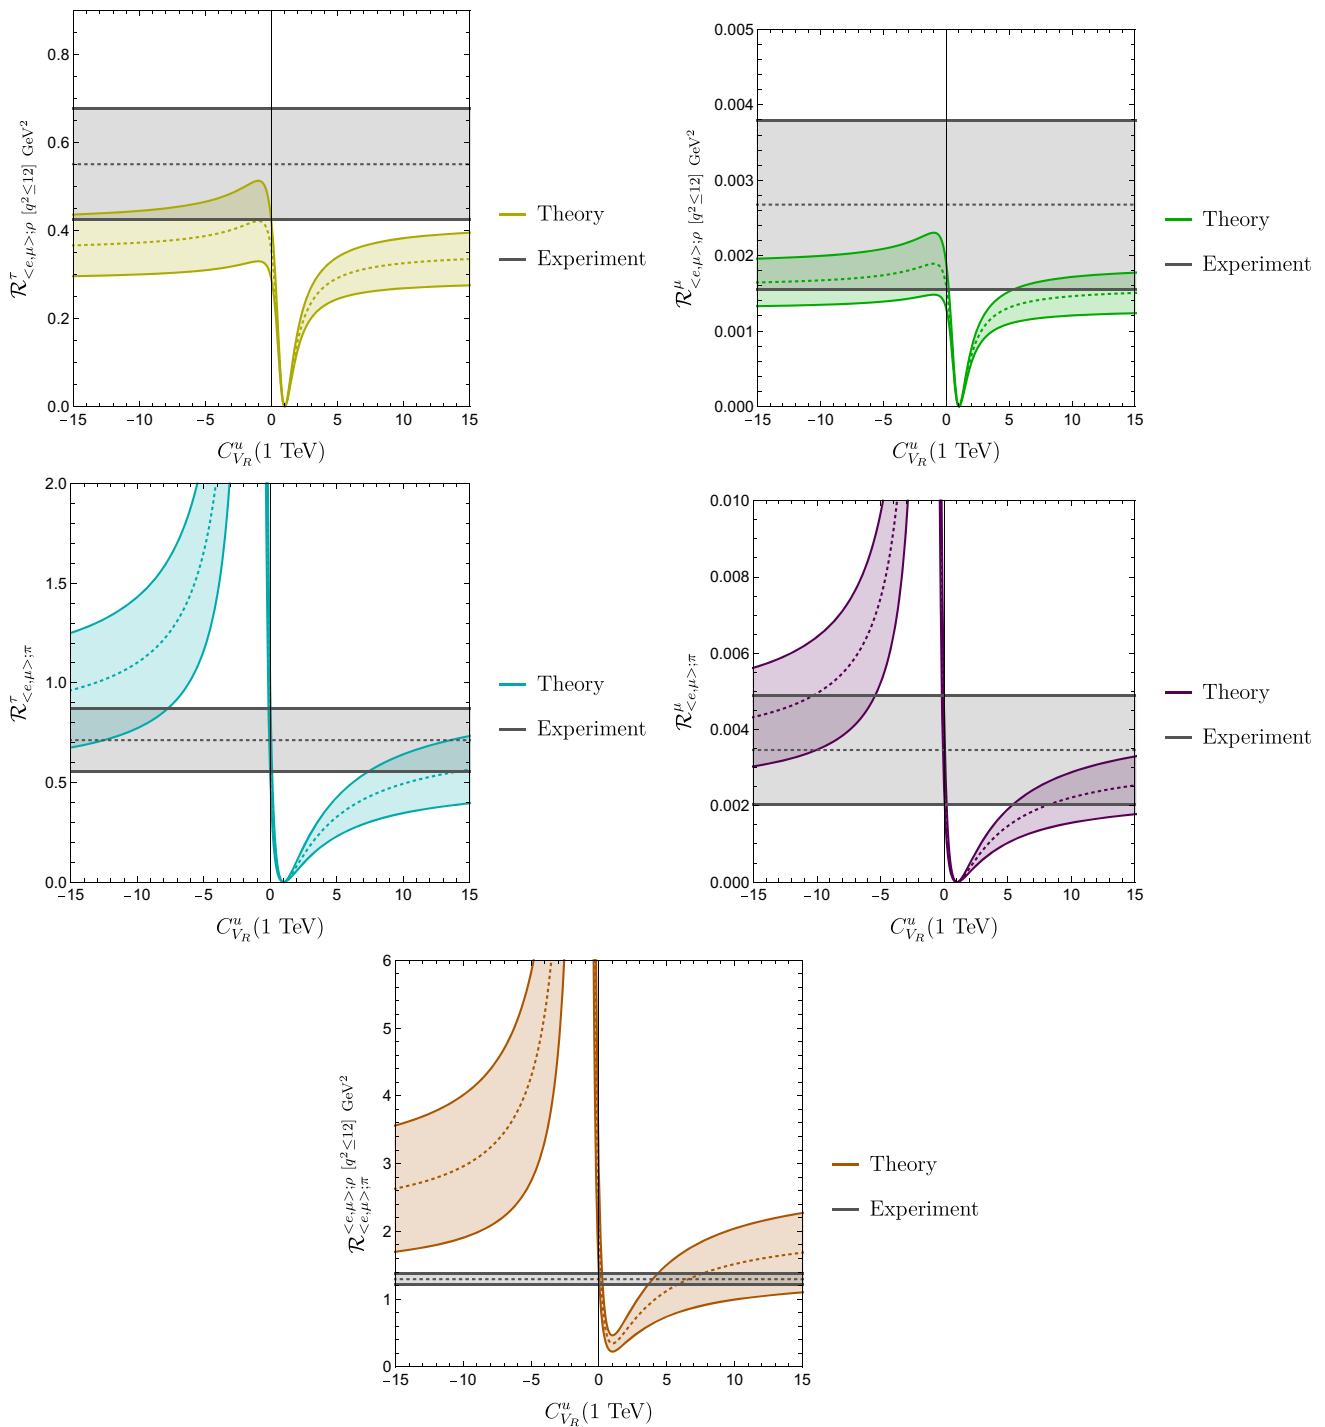 0.8
0.6
0.4
0.2
0.0
−15 −10 −5 0 5 10 15
R^τ_{<e,μ>;ρ [q²≤12] GeV²}
C^u_{V_R}(1 TeV)
Theory
Experiment
0.005
0.004
0.003
0.002
0.001
0.000
−15 −10 −5 0 5 10 15
R^μ_{<e,μ>;ρ [q²≤12] GeV²}
C^u_{V_R}(1 TeV)
Theory
Experiment
2.0
1.5
1.0
0.5
0.0
−15 −10 −5 0 5 10 15
R^τ_{<e,μ>;π}
C^u_{V_R}(1 TeV)
Theory
Experiment
0.010
0.008
0.006
0.004
0.002
0.000
−15 −10 −5 0 5 10 15
R^μ_{<e,μ>;π}
C^u_{V_R}(1 TeV)
Theory
Experiment
6
5
4
3
2
1
0
−15 −10 −5 0 5 10 15
R^{<e,μ>;ρ [q²≤12] GeV²}_{<e,μ>;π}
C^u_{V_R}(1 TeV)
Theory
Experiment